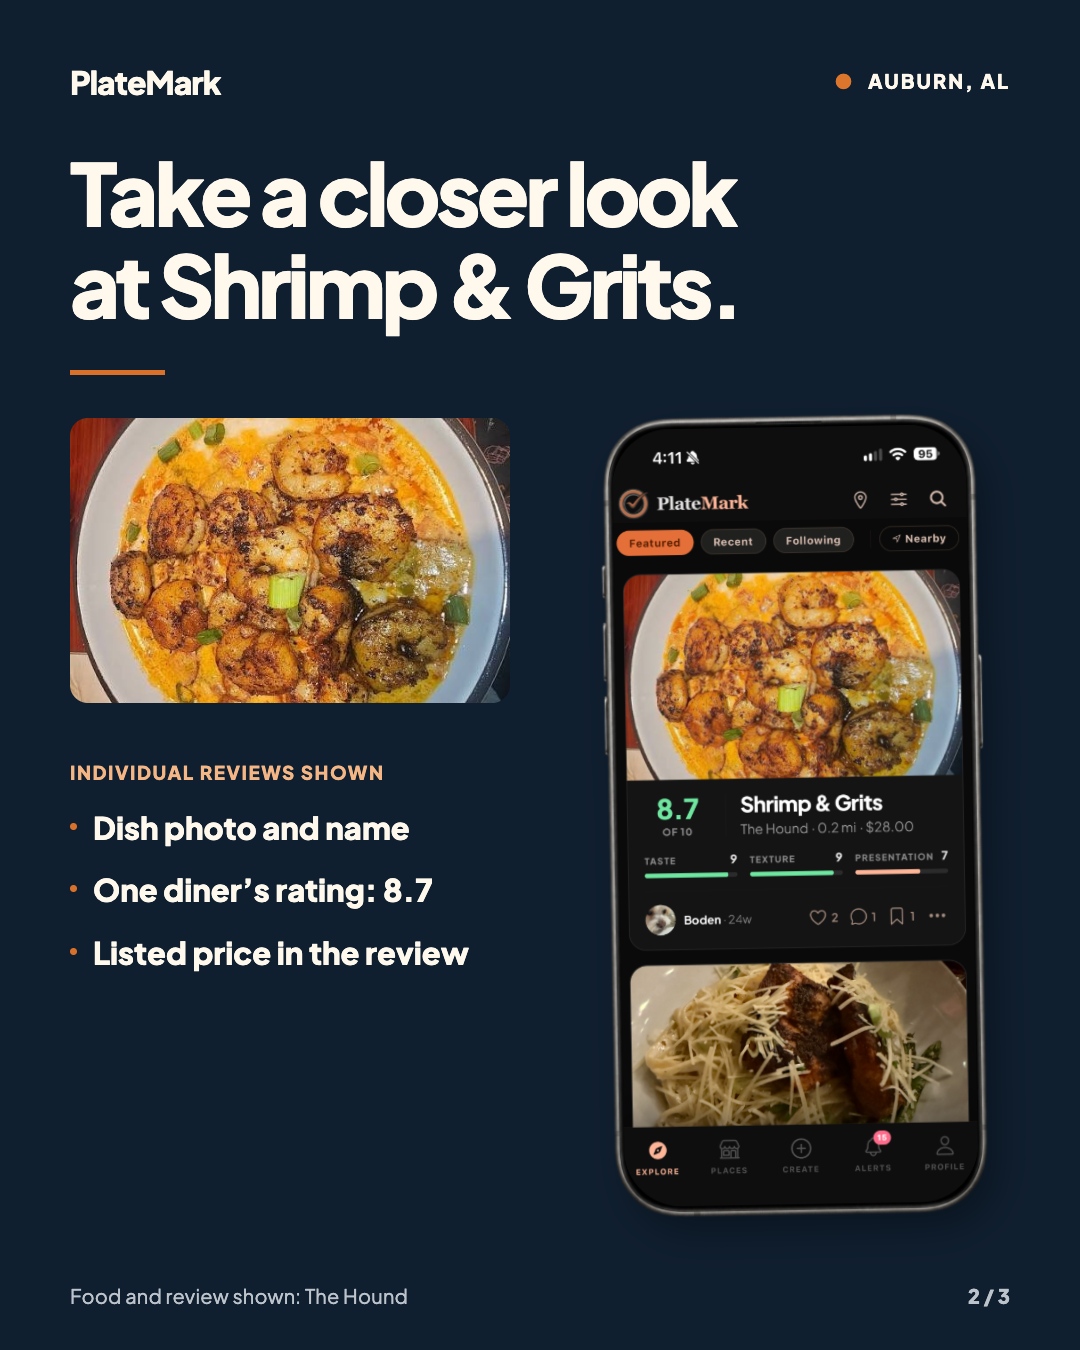 PlateMark
AUBURN, AL
Take a closer look
at Shrimp & Grits.
INDIVIDUAL REVIEWS SHOWN
• Dish photo and name
• One diner’s rating: 8.7
• Listed price in the review
4:11
95
PlateMark
Featured
Recent
Following
Nearby
8.7
OF 10
Shrimp & Grits
The Hound · 0.2 mi · $28.00
TASTE 9
TEXTURE 9
PRESENTATION 7
Boden · 24w
2
1
1
EXPLORE
PLACES
CREATE
16
ALERTS
PROFILE
Food and review shown: The Hound
2 / 3